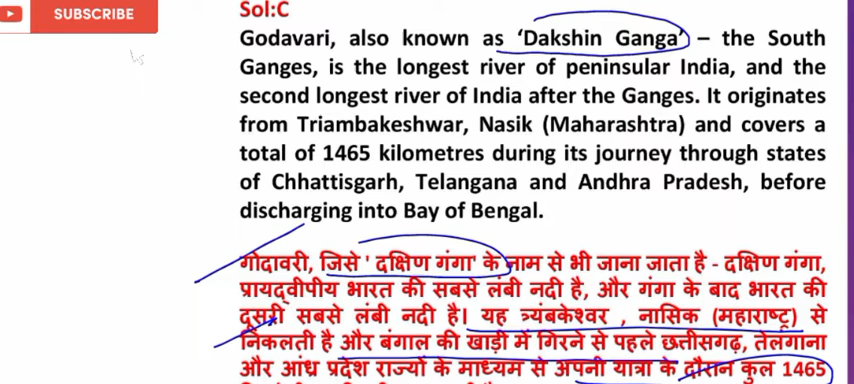 SUBSCRIBE
Sol:C
Godavari, also known as ‘Dakshin Ganga’ – the South
Ganges, is the longest river of peninsular India, and the
second longest river of India after the Ganges. It originates
from Triambakeshwar, Nasik (Maharashtra) and covers a
total of 1465 kilometres during its journey through states
of Chhattisgarh, Telangana and Andhra Pradesh, before
discharging into Bay of Bengal.
गोदावरी, जिसे ' दक्षिण गंगा' के नाम से भी जाना जाता है - दक्षिण गंगा,
प्रायद्वीपीय भारत की सबसे लंबी नदी है, और गंगा के बाद भारत की
दूसरी सबसे लंबी नदी है। यह त्र्यंबकेश्वर , नासिक (महाराष्ट्र) से
निकलती है और बंगाल की खाड़ी में गिरने से पहले छत्तीसगढ़, तेलंगाना
और आंध्र प्रदेश राज्यों के माध्यम से अपनी यात्रा के दौरान कुल 1465